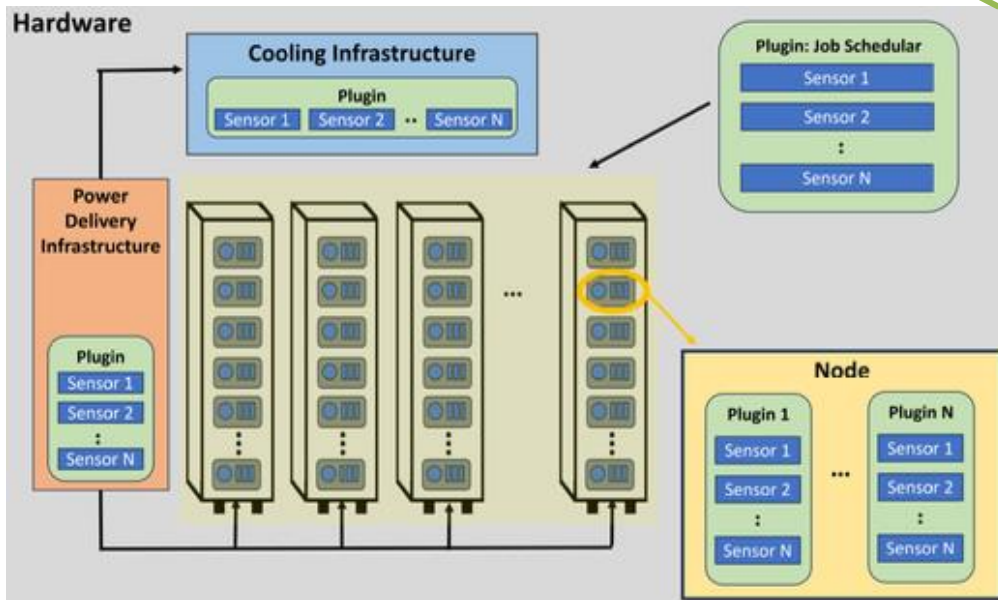 Hardware
Cooling Infrastructure
Plugin
Sensor 1 Sensor 2 •• Sensor N
Plugin: Job Schedular
Sensor 1
Sensor 2
:
Sensor N
Power
Delivery
Infrastructure
Plugin
Sensor 1
Sensor 2
:
Sensor N
...
Node
Plugin 1
Sensor 1
Sensor 2
:
Sensor N
...
Plugin N
Sensor 1
Sensor 2
:
Sensor N